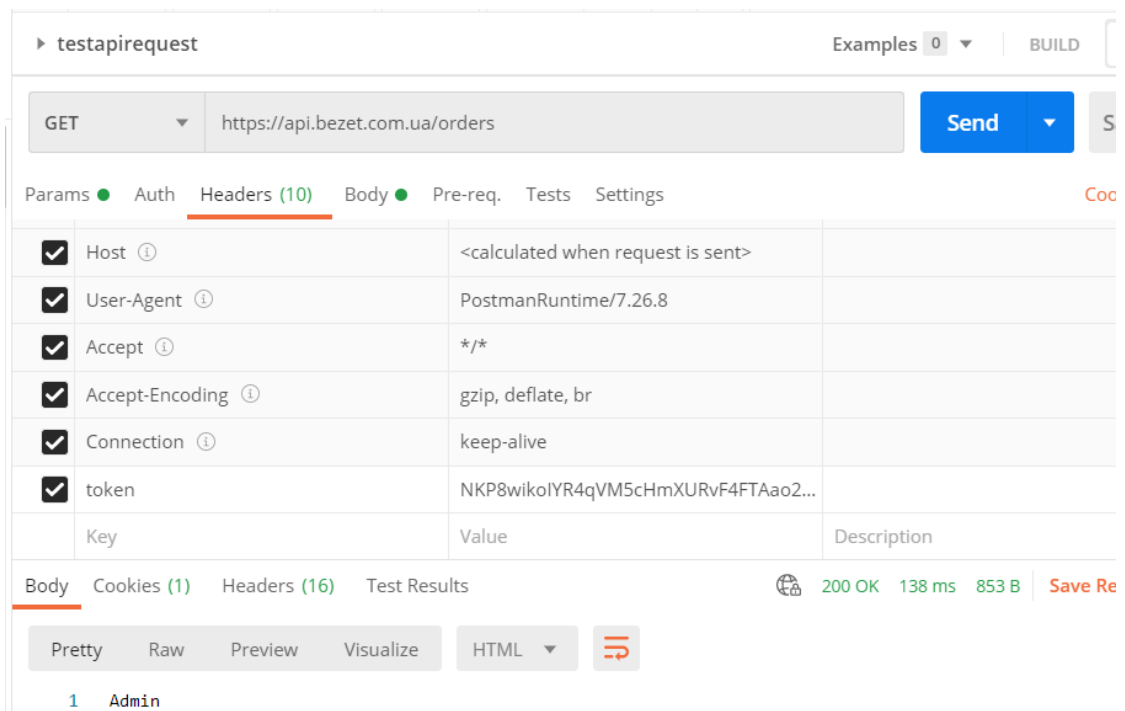 testapirequest Examples 0 BUILD
GET https://api.bezet.com.ua/orders Send
Params Auth Headers (10) Body Pre-req. Tests Settings
Host <calculated when request is sent>
User-Agent PostmanRuntime/7.26.8
Accept */*
Accept-Encoding gzip, deflate, br
Connection keep-alive
token NKP8wikoIYR4qVM5cHmXURvF4FTAao2...
Key Value Description
Body Cookies (1) Headers (16) Test Results 200 OK 138 ms 853 B Save Re
Pretty Raw Preview Visualize HTML
1 Admin